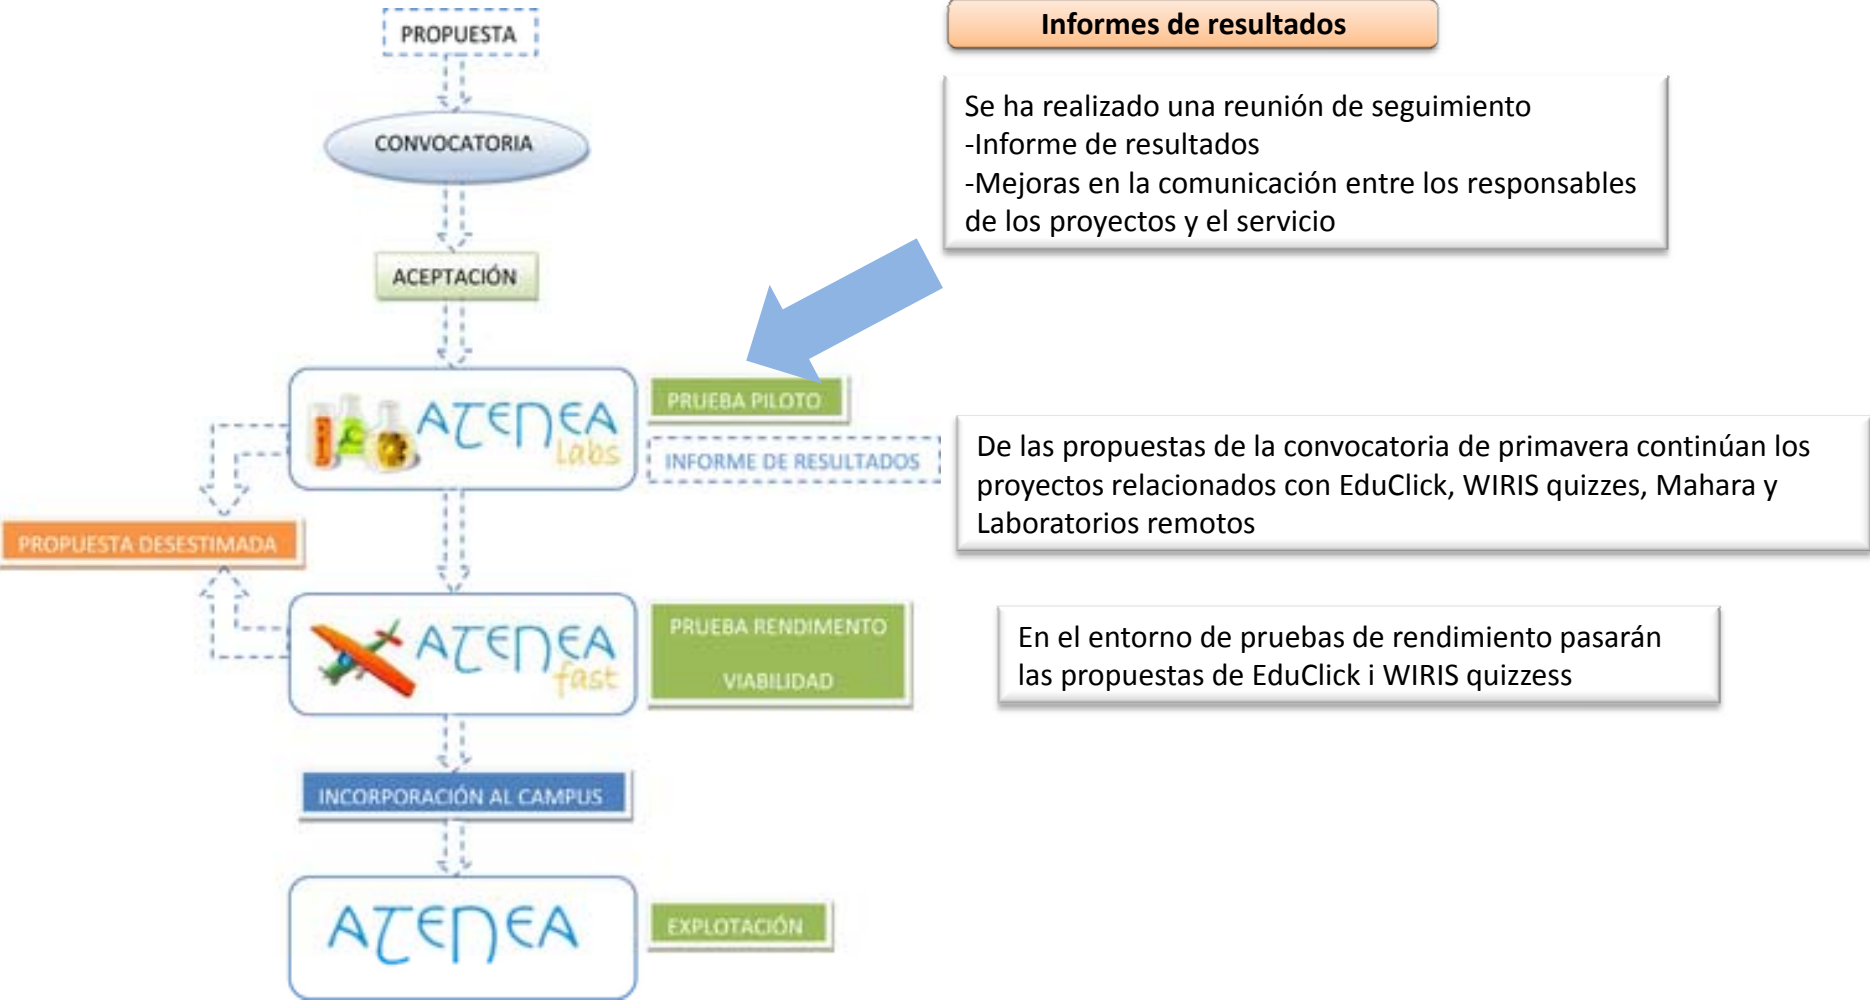 PROPUESTA
CONVOCATORIA
ACEPTACIÓN
ATENEA
Labs
PRUEBA PILOTO
INFORME DE RESULTADOS
PROPUESTA DESESTIMADA
ATENEA
fast
PRUEBA RENDIMENTO
VIABILIDAD
INCORPORACIÓN AL CAMPUS
ATENEA
EXPLOTACIÓN
Informes de resultados
Se ha realizado una reunión de seguimiento
-Informe de resultados
-Mejoras en la comunicación entre los responsables
de los proyectos y el servicio
De las propuestas de la convocatoria de primavera continúan los
proyectos relacionados con EduClick, WIRIS quizzes, Mahara y
Laboratorios remotos
En el entorno de pruebas de rendimiento pasarán
las propuestas de EduClick i WIRIS quizzess